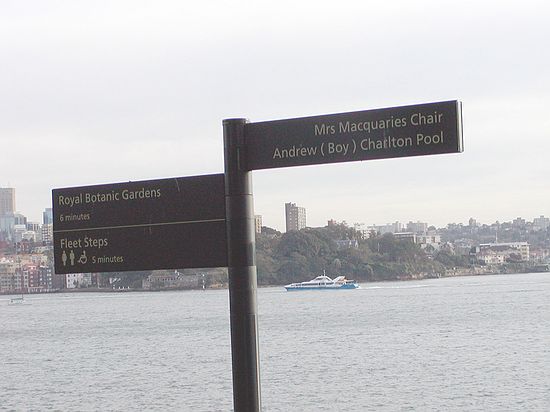 Mrs Macquaries Chair
Andrew ( Boy ) Charlton Pool
Royal Botanic Gardens
6 minutes
Fleet Steps
5 minutes